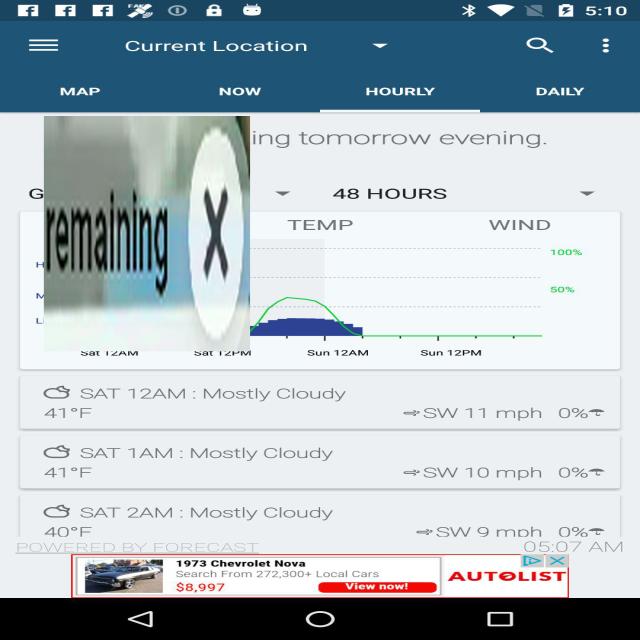 5:10
Current Location
MAP NOW HOURLY DAILY
ing tomorrow evening.
G 48 HOURS
remaining X
TEMP WIND
100%
50%
H
M
L
Sat 12AM Sat 12PM Sun 12AM Sun 12PM
SAT 12AM : Mostly Cloudy
41°F SW 11 mph 0%
SAT 1AM : Mostly Cloudy
41°F SW 10 mph 0%
SAT 2AM : Mostly Cloudy
40°F SW 9 mph 0%
POWERED BY FORECAST 05:07 AM
1973 Chevrolet Nova
Search From 272,300+ Local Cars
$8,997 View now!
AUTOLIST